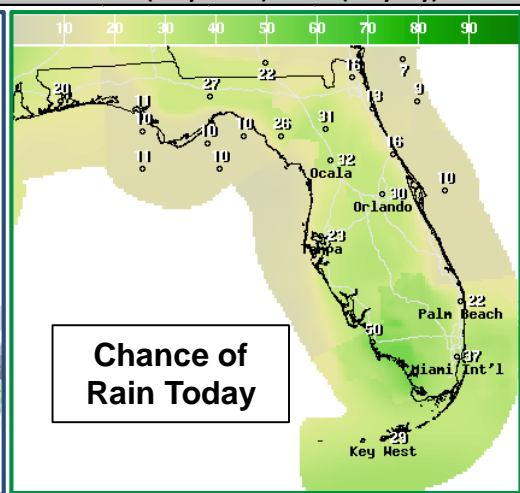 10 20 30 40 50 60 70 80 90
16 7
22
20 27 9
11 13
10 31
10 10 26
16
11 10 32
Ocala
10
30
Orlando
23
Tampa
22
Palm Beach
50
37
Miami Int'l
Chance of
Rain Today
29
Key West